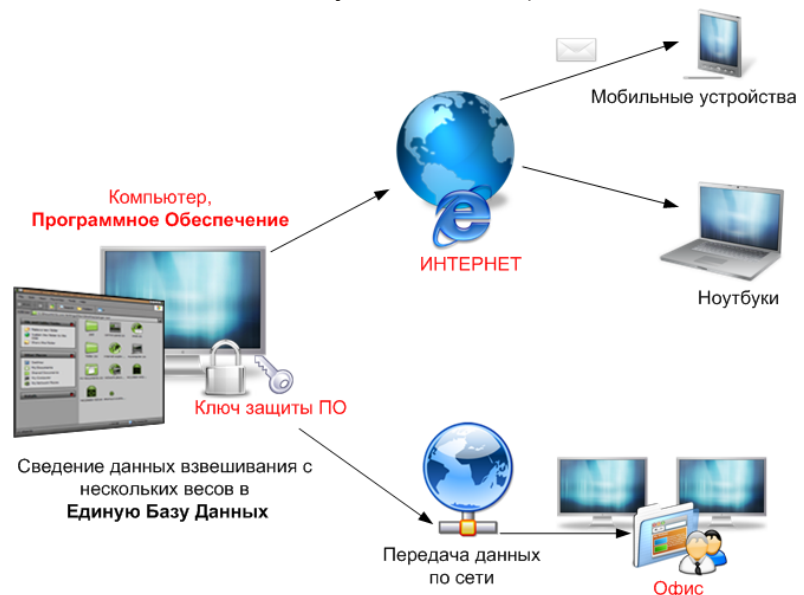 Мобильные устройства
Компьютер,
Программное Обеспечение
ИНТЕРНЕТ
Ноутбуки
Ключ защиты ПО
Сведение данных взвешивания с
нескольких весов в
Единую Базу Данных
Передача данных
по сети
Офис